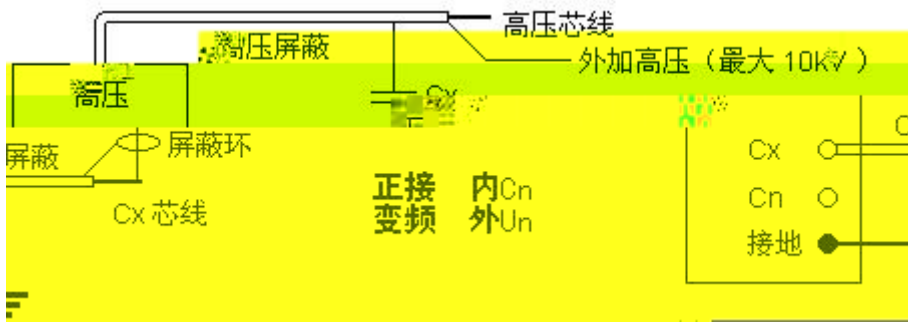 高压芯线
高压屏蔽
外加高压（最大 10kV ）
高压
Cx
屏蔽
屏蔽环
Cx 芯线
正接 内Cn
变频 外Un
Cx
Cn
接地